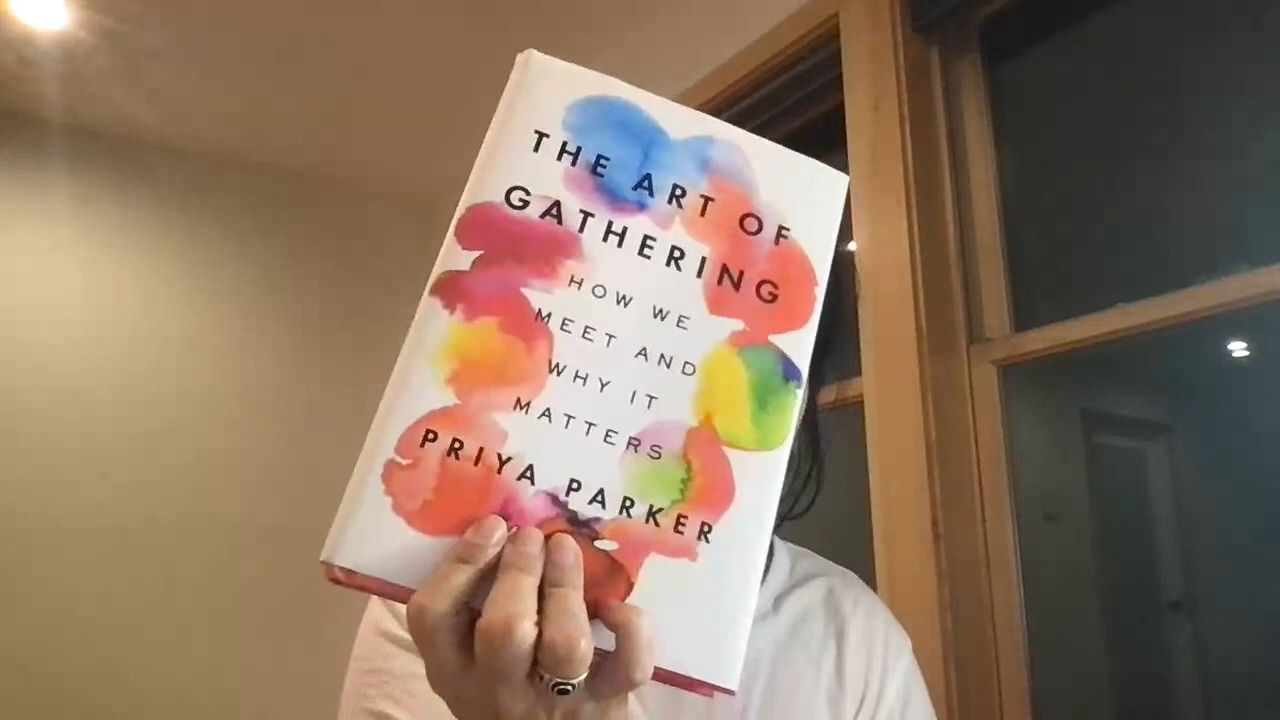 THE ART OF
GATHERING
HOW WE
MEET AND
WHY IT
MATTERS
PRIYA PARKER